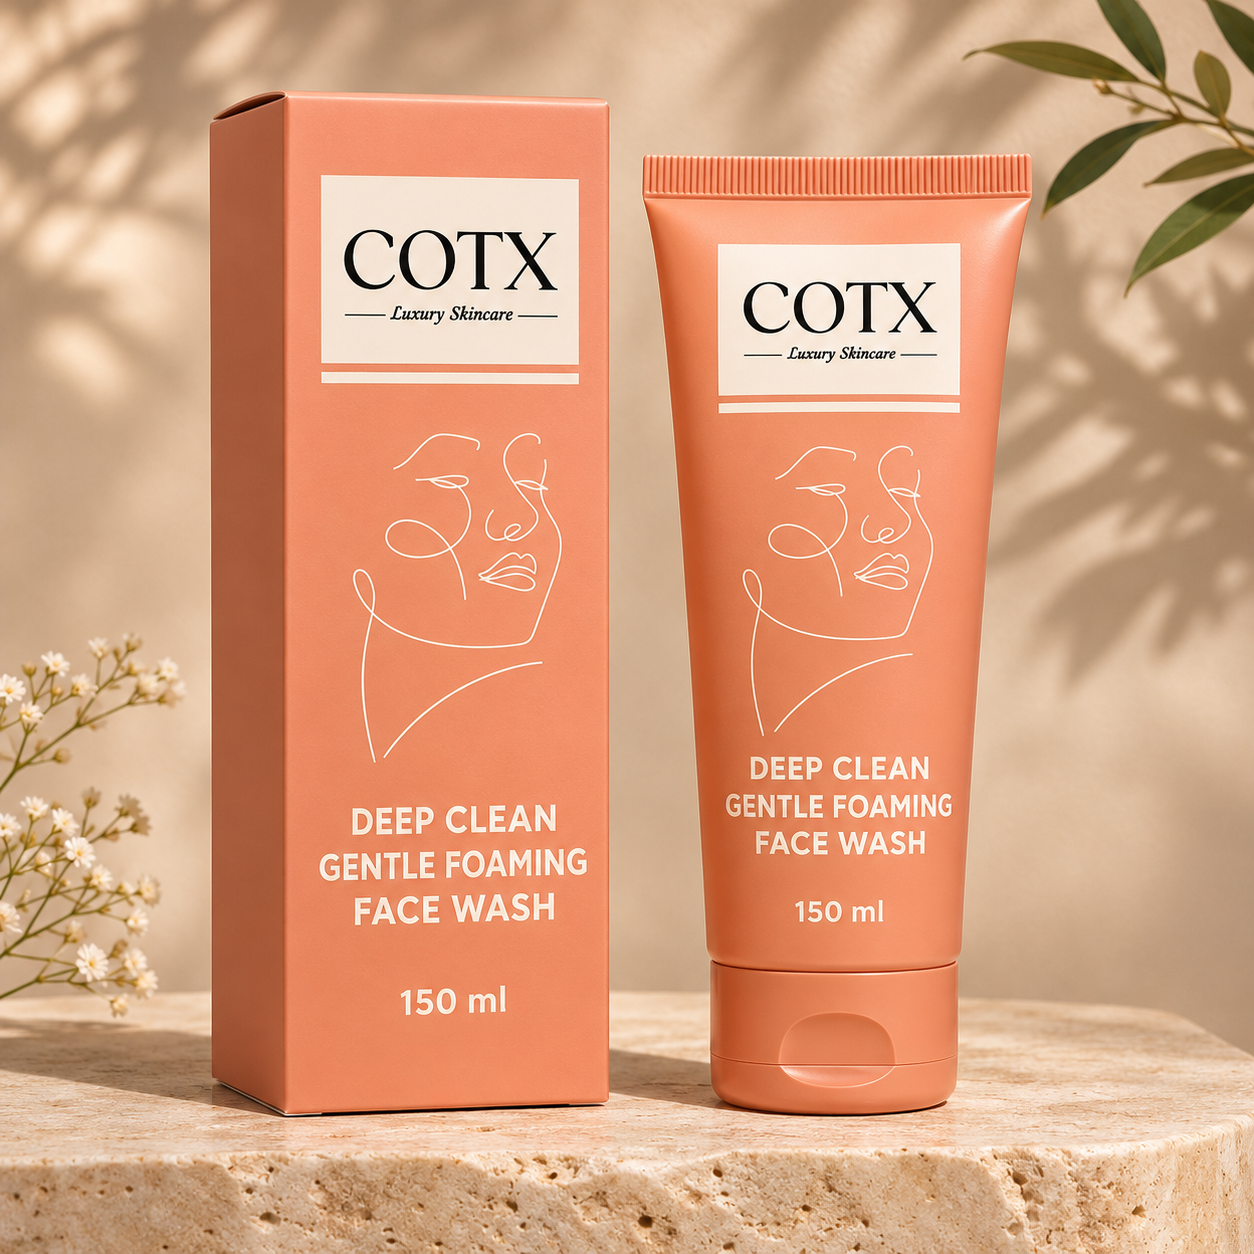 COTX
Luxury Skincare
DEEP CLEAN
GENTLE FOAMING
FACE WASH
150 ml
COTX
Luxury Skincare
DEEP CLEAN
GENTLE FOAMING
FACE WASH
150 ml